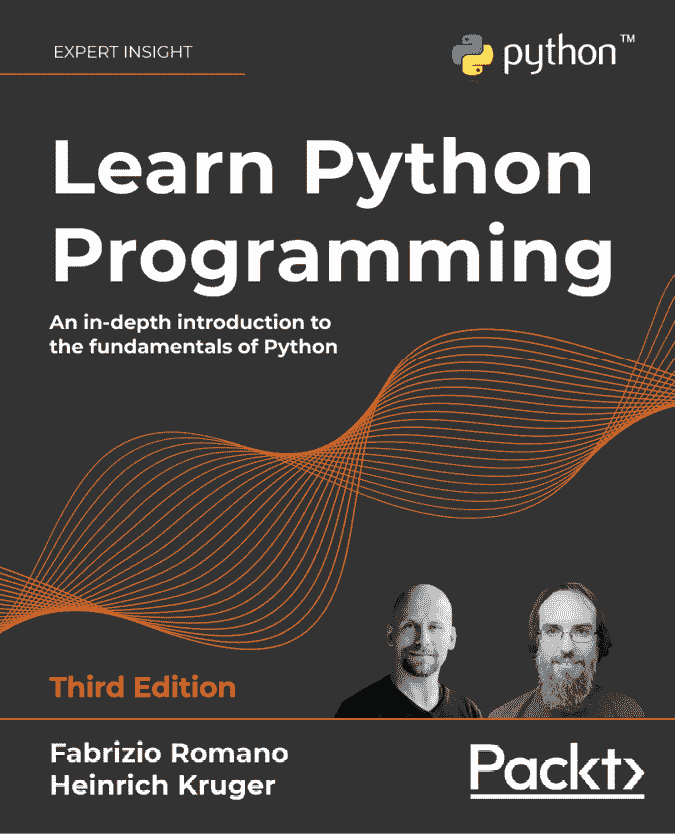 EXPERT INSIGHT
python™
Learn Python
Programming
An in-depth introduction to
the fundamentals of Python
Third Edition
Fabrizio Romano
Heinrich Kruger
Packt>